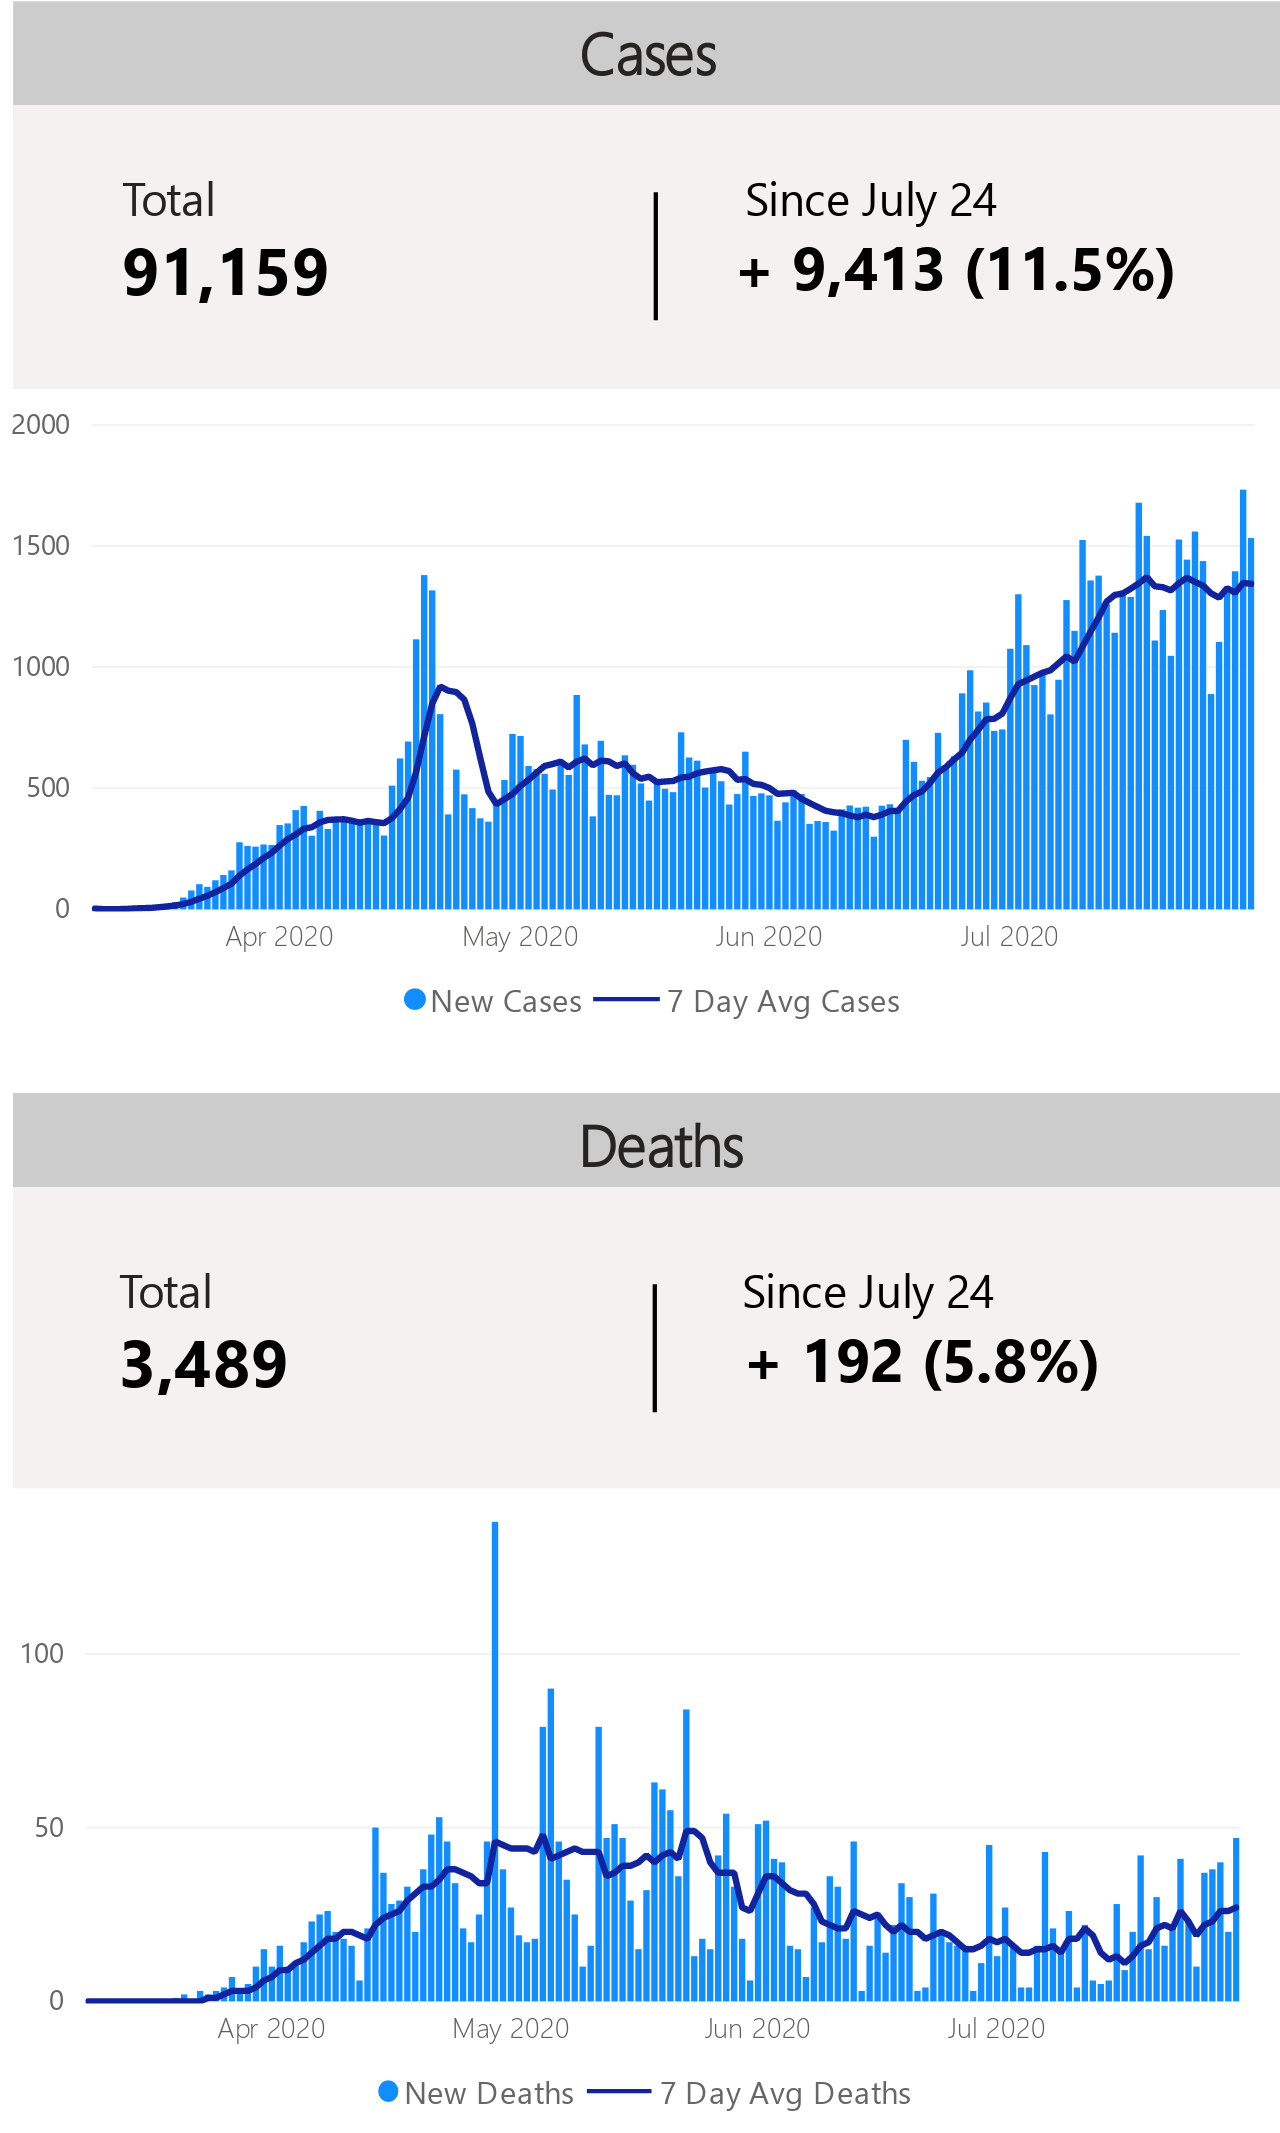 Cases
Total
Since July 24
91,159
+ 9,413 (11.5%)
2000
1500
1000
500
0
Apr 2020
May 2020
Jun 2020
Jul 2020
New Cases
7 Day Avg Cases
Deaths
Total
Since July 24
3,489
+ 192 (5.8%)
100
50
0
Apr 2020
May 2020
Jun 2020
Jul 2020
New Deaths
7 Day Avg Deaths